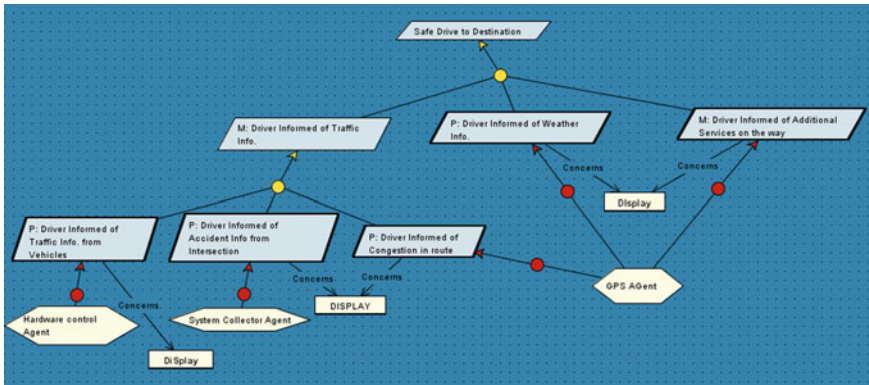 Safe Drive to Destination
M: Driver Informed of Traffic
Info.
P: Driver Informed of Weather
Info.
M: Driver Informed of Additional
Services on the way
Concerns
Concerns
DIsplay
P: Driver Informed of
Traffic Info. from
Vehicles
P: Driver Informed of
Accident Info from
Intersection
P: Driver Informed of
Congestion in route
Concerns
Concerns
Concerns
GPS AGent
Hardware control
Agent
System Collector Agent
DISPLAY
DiSplay